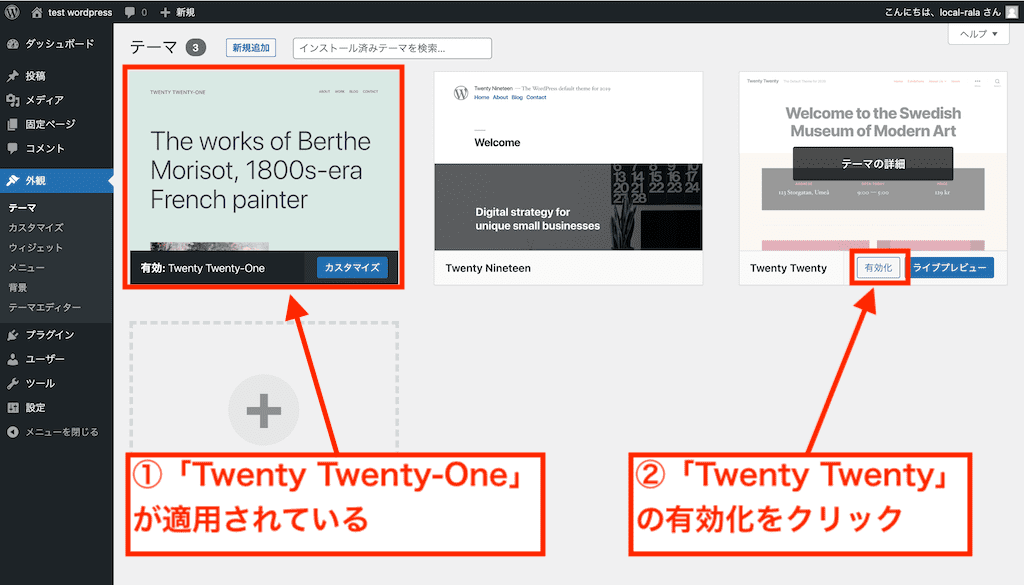 test wordpress
0
新規
こんにちは、local-rala さん
ダッシュボード
投稿
メディア
固定ページ
コメント
外観
テーマ
カスタマイズ
ウィジェット
メニュー
背景
テーマエディター
プラグイン
ユーザー
ツール
設定
メニューを閉じる
テーマ 3
新規追加
インストール済みテーマを検索...
ヘルプ ▼
TWENTY TWENTY-ONE
ABOUT WORK BLOG CONTACT
The works of Berthe
Morisot, 1800s-era
French painter
有効: Twenty Twenty-One
カスタマイズ
Twenty Nineteen — The WordPress default theme for 2019
Home About Blog Contact
Welcome
Digital strategy for
unique small businesses
Twenty Nineteen
Twenty Twenty
Welcome to the Swedish
Museum of Modern Art
テーマの詳細
123 Storgatan, Umeå
9:00 — 5:00
129 kr
Twenty Twenty
有効化
ライブプレビュー
①「Twenty Twenty-One」
が適用されている
②「Twenty Twenty」
の有効化をクリック